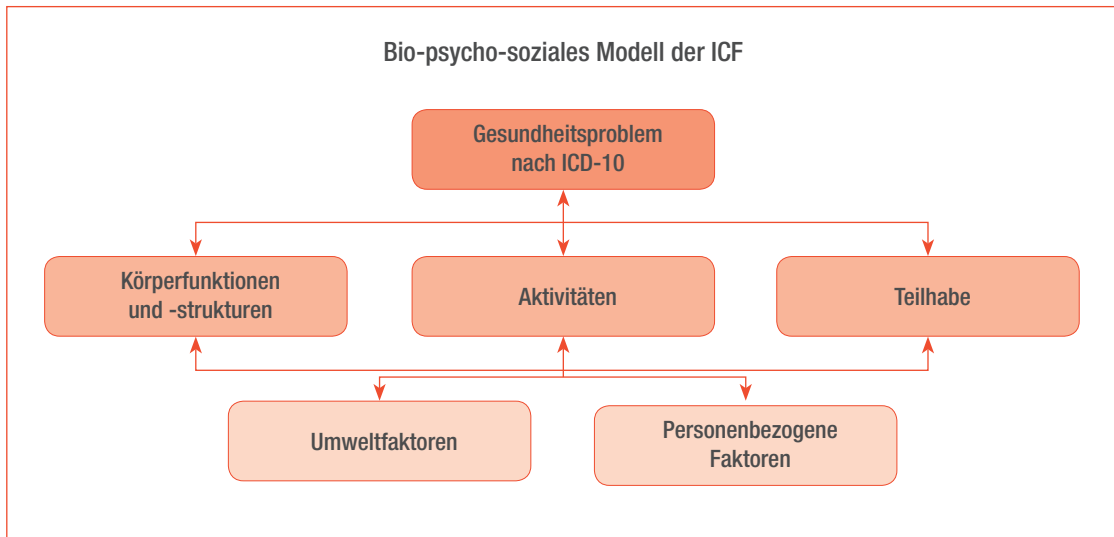 Bio-psycho-soziales Modell der ICF
Gesundheitsproblem
nach ICD-10
Körperfunktionen
und -strukturen
Aktivitäten
Teilhabe
Umweltfaktoren
Personenbezogene
Faktoren